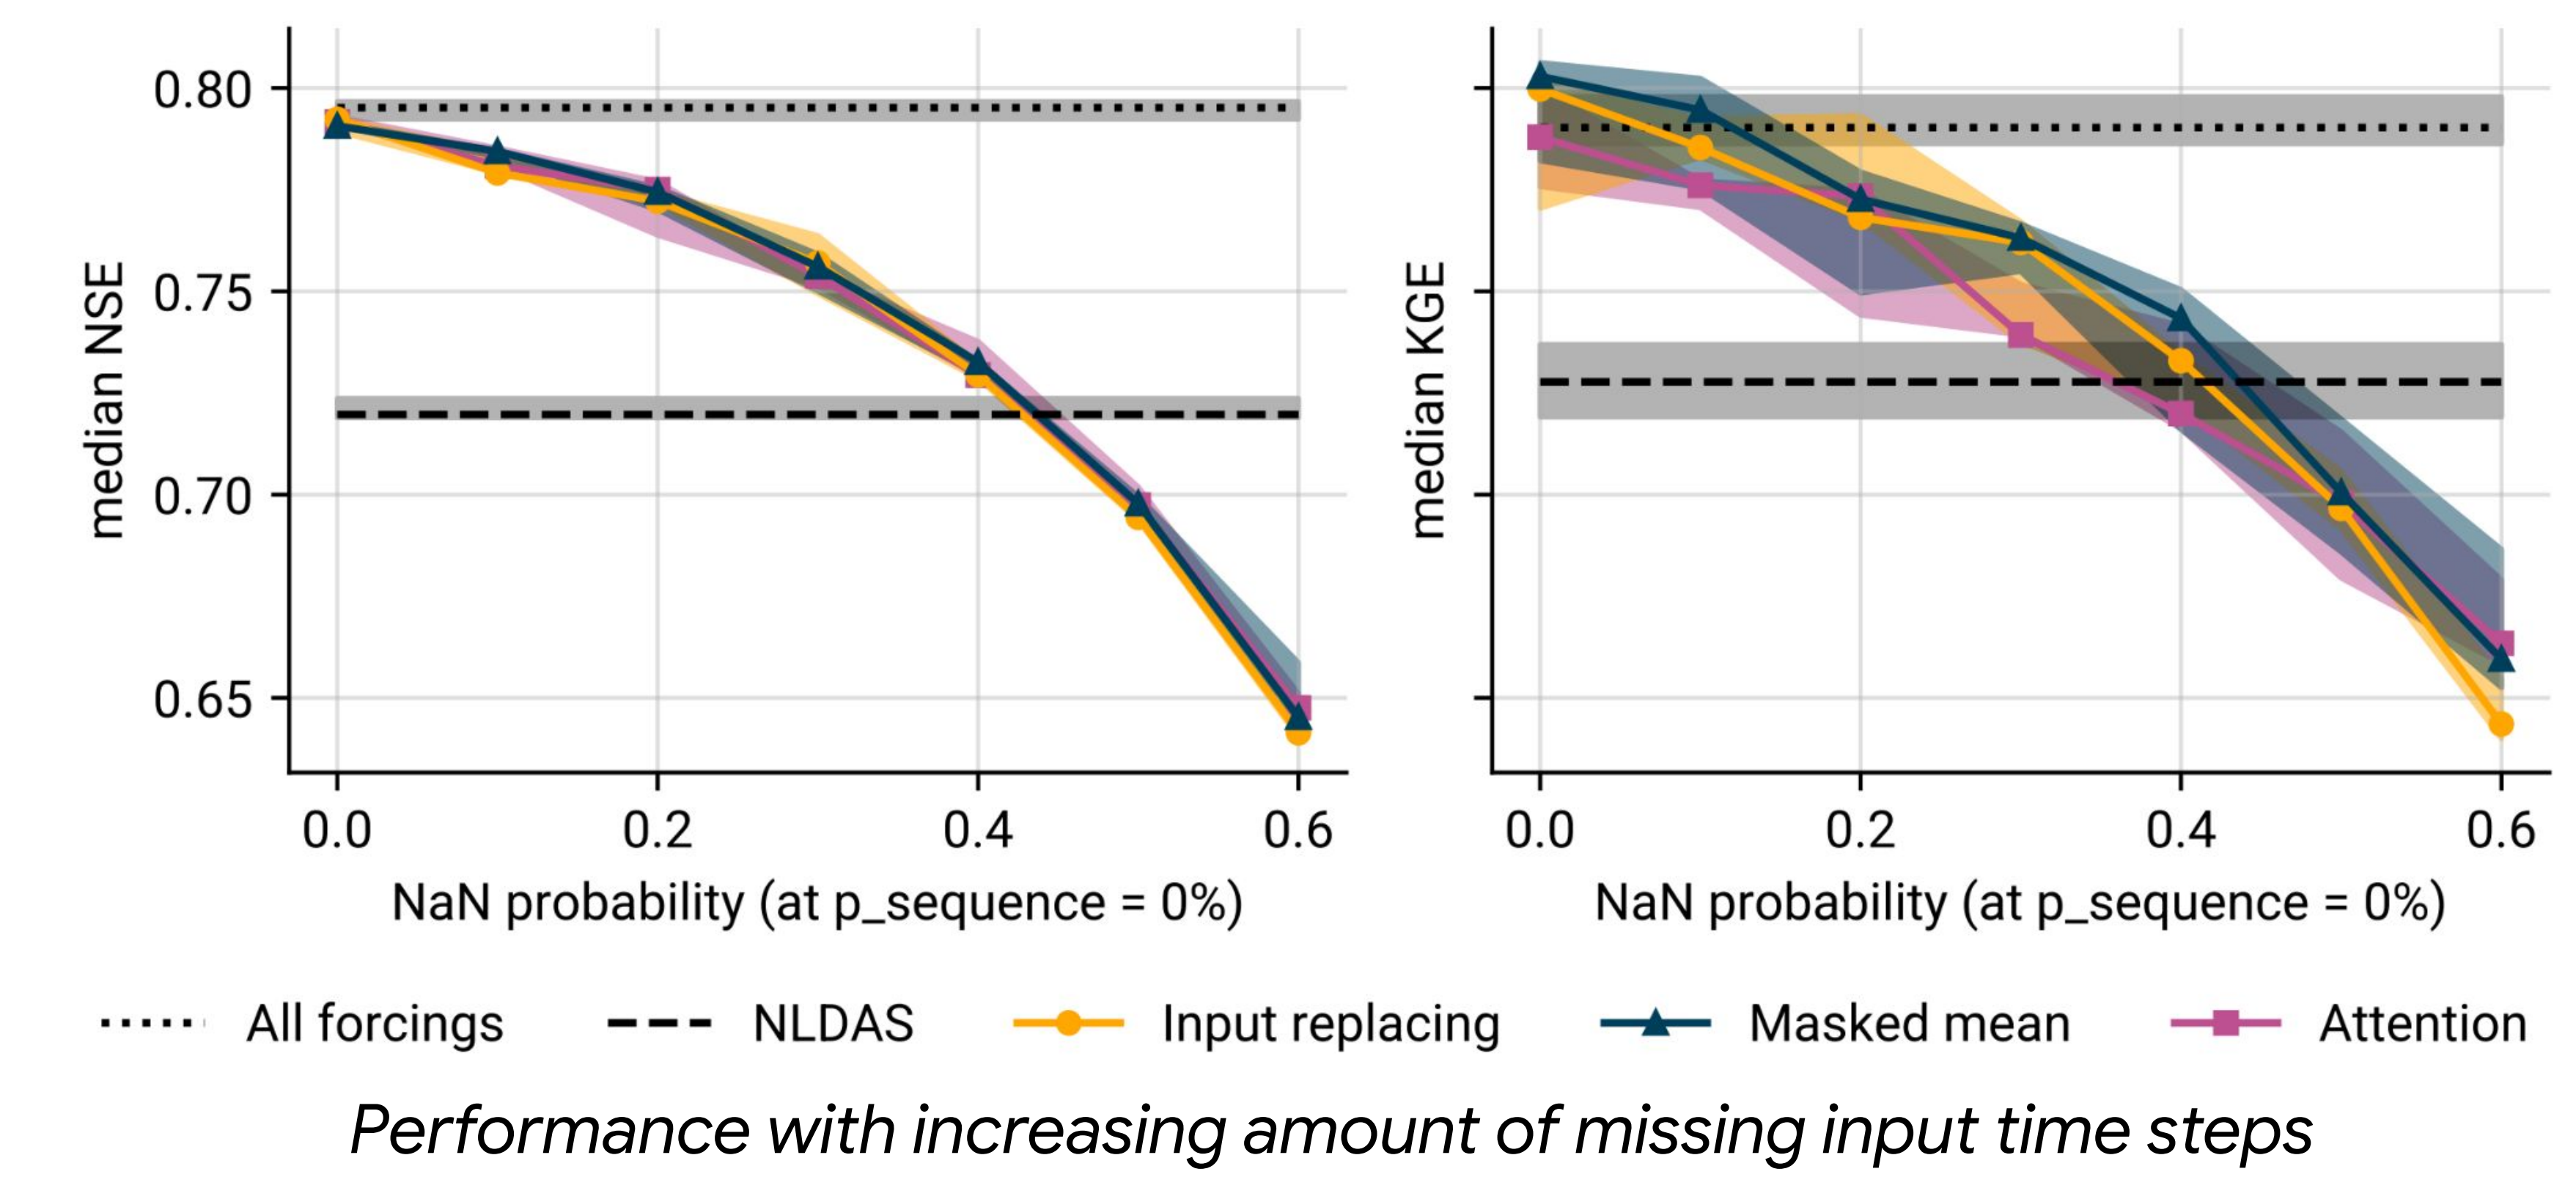 median NSE
0.80
0.75
0.70
0.65
0.0 0.2 0.4 0.6
NaN probability (at p_sequence = 0%)
median KGE
0.0 0.2 0.4 0.6
NaN probability (at p_sequence = 0%)
All forcings NLDAS Input replacing Masked mean Attention
Performance with increasing amount of missing input time steps